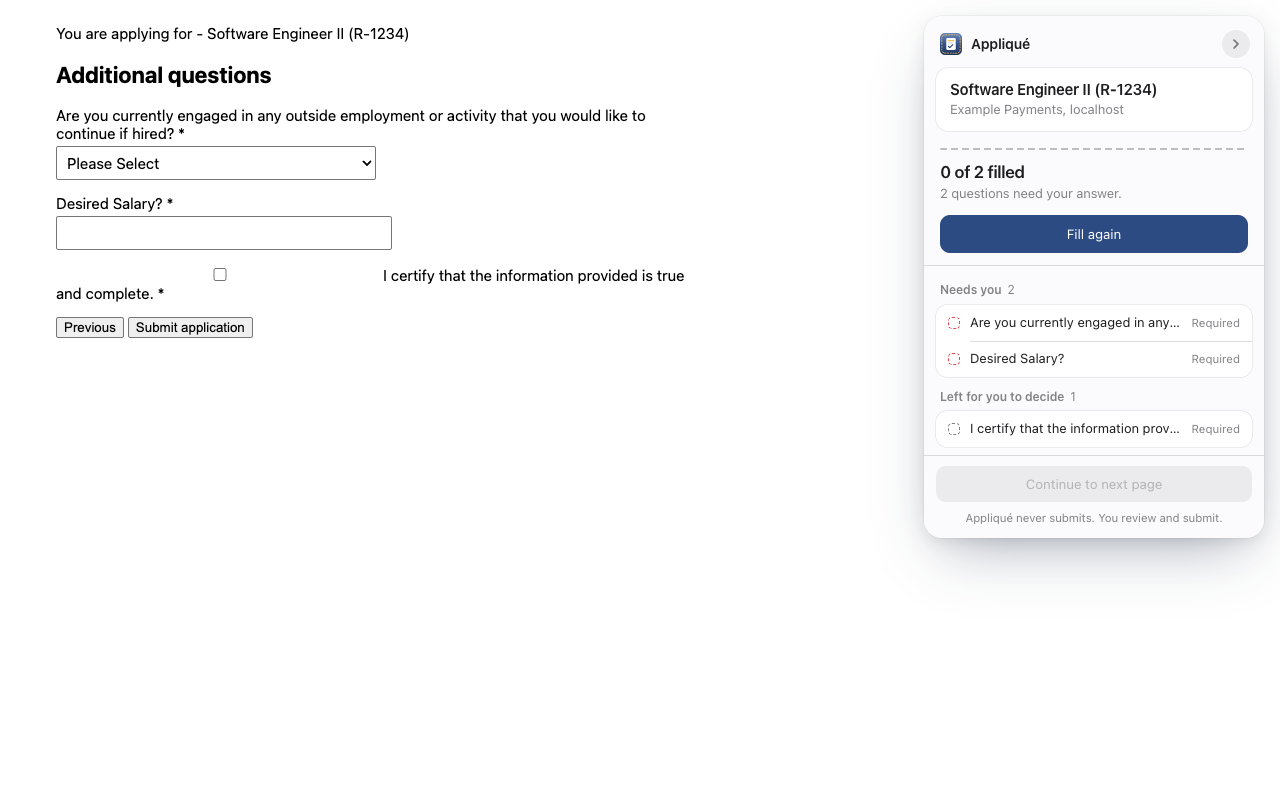 You are applying for - Software Engineer II (R-1234)
Additional questions
Are you currently engaged in any outside employment or activity that you would like to
continue if hired? *
Please Select
Desired Salary? *
I certify that the information provided is true
and complete. *
Previous Submit application
Appliqué
Software Engineer II (R-1234)
Example Payments, localhost
0 of 2 filled
2 questions need your answer.
Fill again
Needs you 2
Are you currently engaged in any... Required
Desired Salary? Required
Left for you to decide 1
I certify that the information prov... Required
Continue to next page
Appliqué never submits. You review and submit.